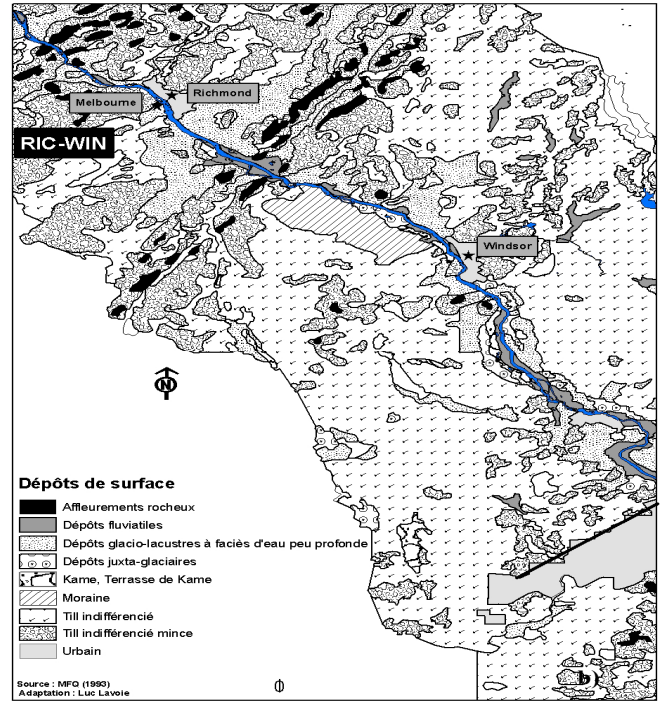 Richmond
Melbourne
RIC-WIN
Windsor
N
Dépôts de surface
Affleurements rocheux
Dépôts fluviatiles
Dépôts glacio-lacustres à faciès d'eau peu profonde
Dépôts juxta-glaciaires
Kame, Terrasse de Kame
Moraine
Till indifférencié
Till indifférencié mince
Urbain
Source : MFQ (1993)
Adaptation : Luc Lavoie